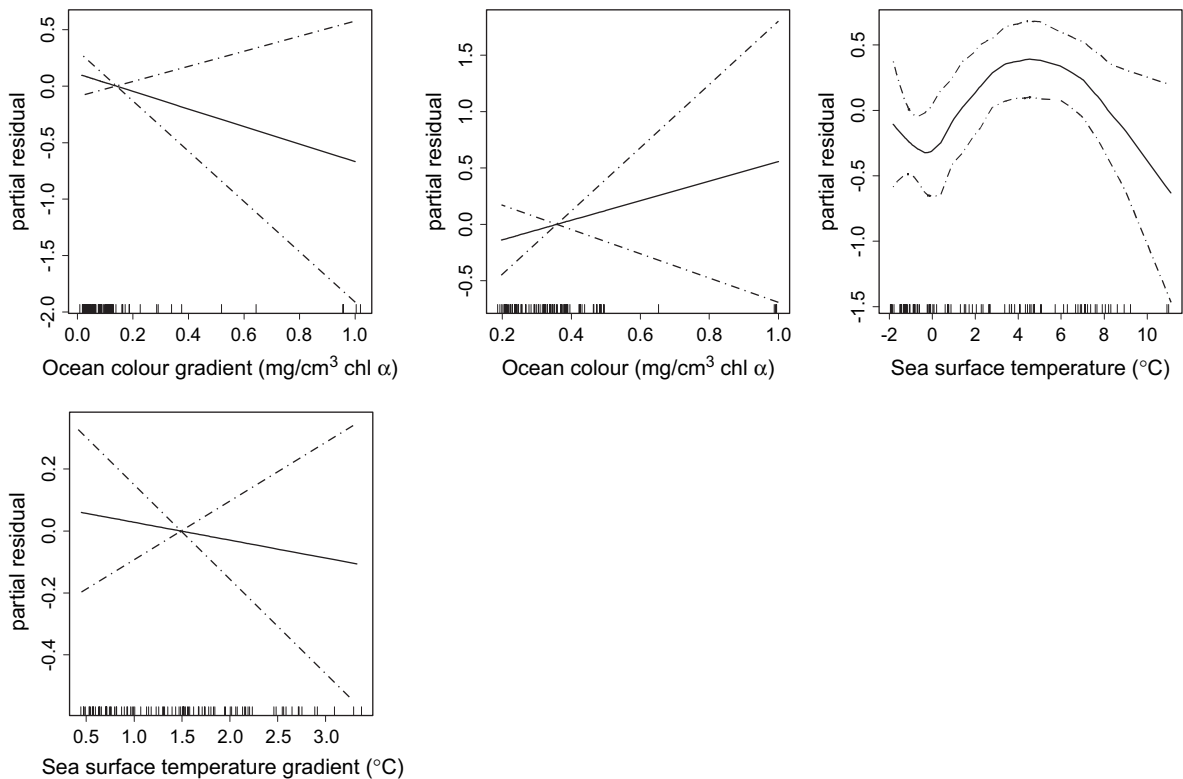 partial residual
0.5
0.0
-0.5
-1.0
-1.5
-2.0
0.0 0.2 0.4 0.6 0.8 1.0
Ocean colour gradient (mg/cm³ chl α)
partial residual
1.5
1.0
0.5
0.0
-0.5
0.2 0.4 0.6 0.8 1.0
Ocean colour (mg/cm³ chl α)
partial residual
0.5
0.0
-0.5
-1.0
-1.5
-2 0 2 4 6 8 10
Sea surface temperature (°C)
partial residual
0.2
0.0
-0.2
-0.4
0.5 1.0 1.5 2.0 2.5 3.0
Sea surface temperature gradient (°C)